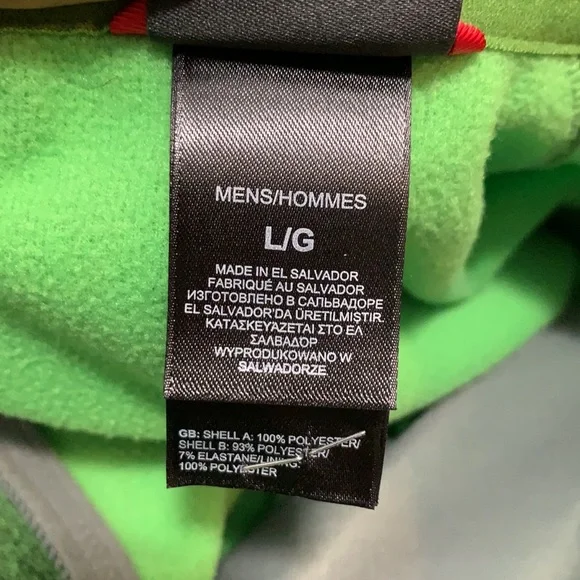 MENS/HOMMES
L/G
MADE IN EL SALVADOR
FABRIQUÉ AU SALVADOR
ИЗГОТОВЛЕНО В САЛЬВАДОРЕ
EL SALVADOR'DA ÜRETILMIŞTIR.
ΚΑΤΑΣΚΕΥΑΖΕΤΑΙ ΣΤΟ ΕΛ
ΣΑΛΒΑΔΟΡ
WYPRODUKOWANO W
SALWADORZE
GB: SHELL A: 100% POLYESTER/
SHELL B: 93% POLYESTER/
7% ELASTANE/LINING:
100% POLYESTER